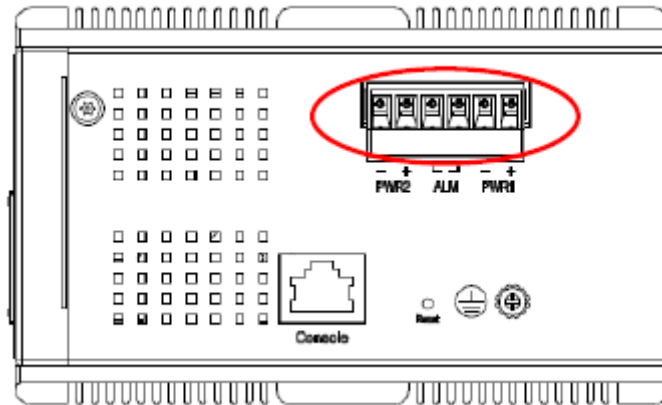 - + - +
PWR2 ALM PWR1
Console
Reset